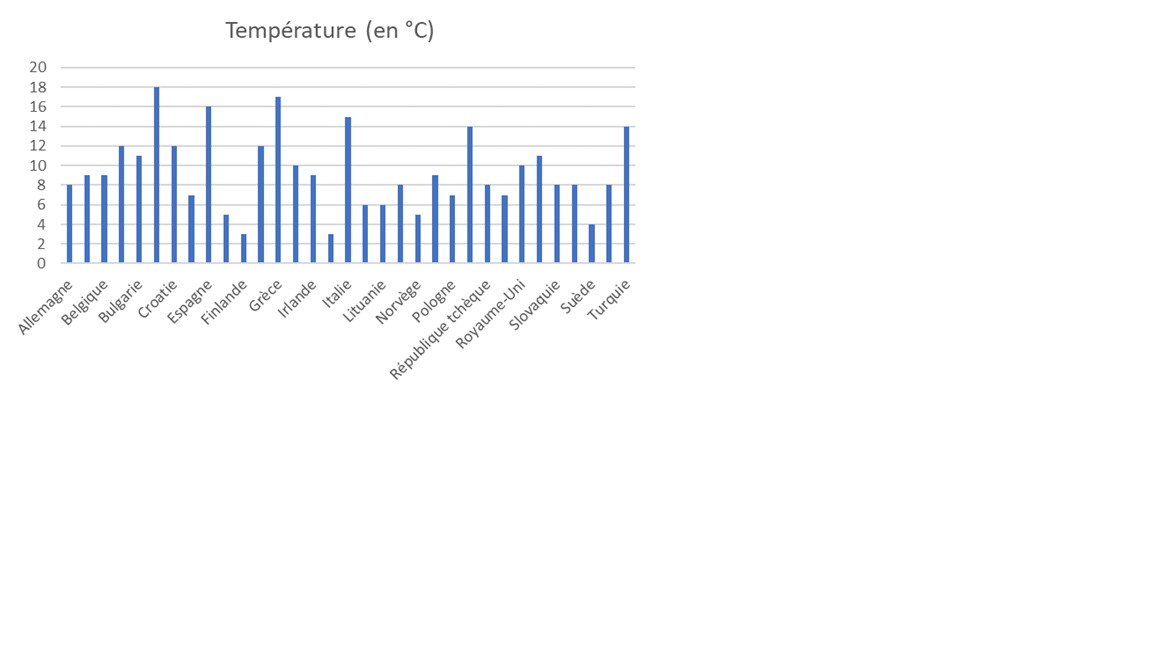 Température (en °C)
20
18
16
14
12
10
8
6
4
2
0
Allemagne
Belgique
Bulgarie
Croatie
Espagne
Finlande
Grèce
Irlande
Italie
Lituanie
Norvège
Pologne
République tchèque
Royaume-Uni
Slovaquie
Suède
Turquie